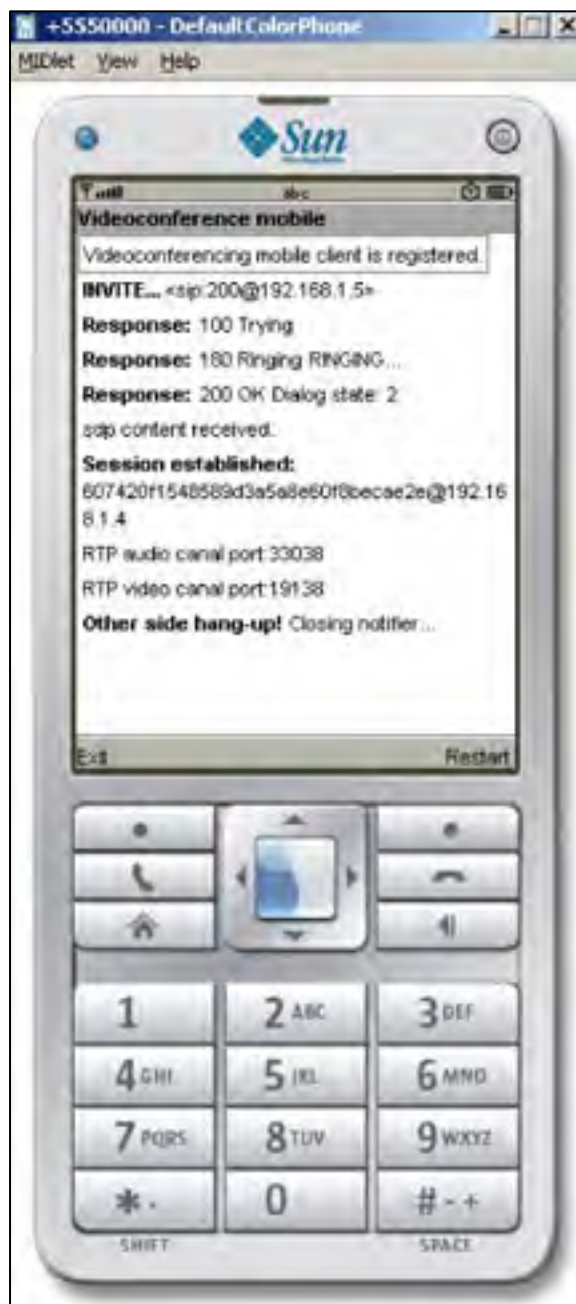 +5550000 - DefaultColorPhone
MIDlet View Help
Sun
abc
Videoconference mobile
Videoconferencing mobile client is registered.
INVITE... <sip:200@192.168.1.5>
Response: 100 Trying
Response: 180 Ringing RINGING...
Response: 200 OK Dialog state: 2
sdp content received.
Session established:
607420f1548589d3a5a8e60f8becae2e@192.16
8.1.4
RTP audio canal port:33038
RTP video canal port:19138
Other side hang-up! Closing notifier...
Exit Restart
1 2 ABC 3 DEF
4 GHI 5 JKL 6 MNO
7 PQRS 8 TUV 9 WXYZ
* . 0 # - +
SHIFT SPACE